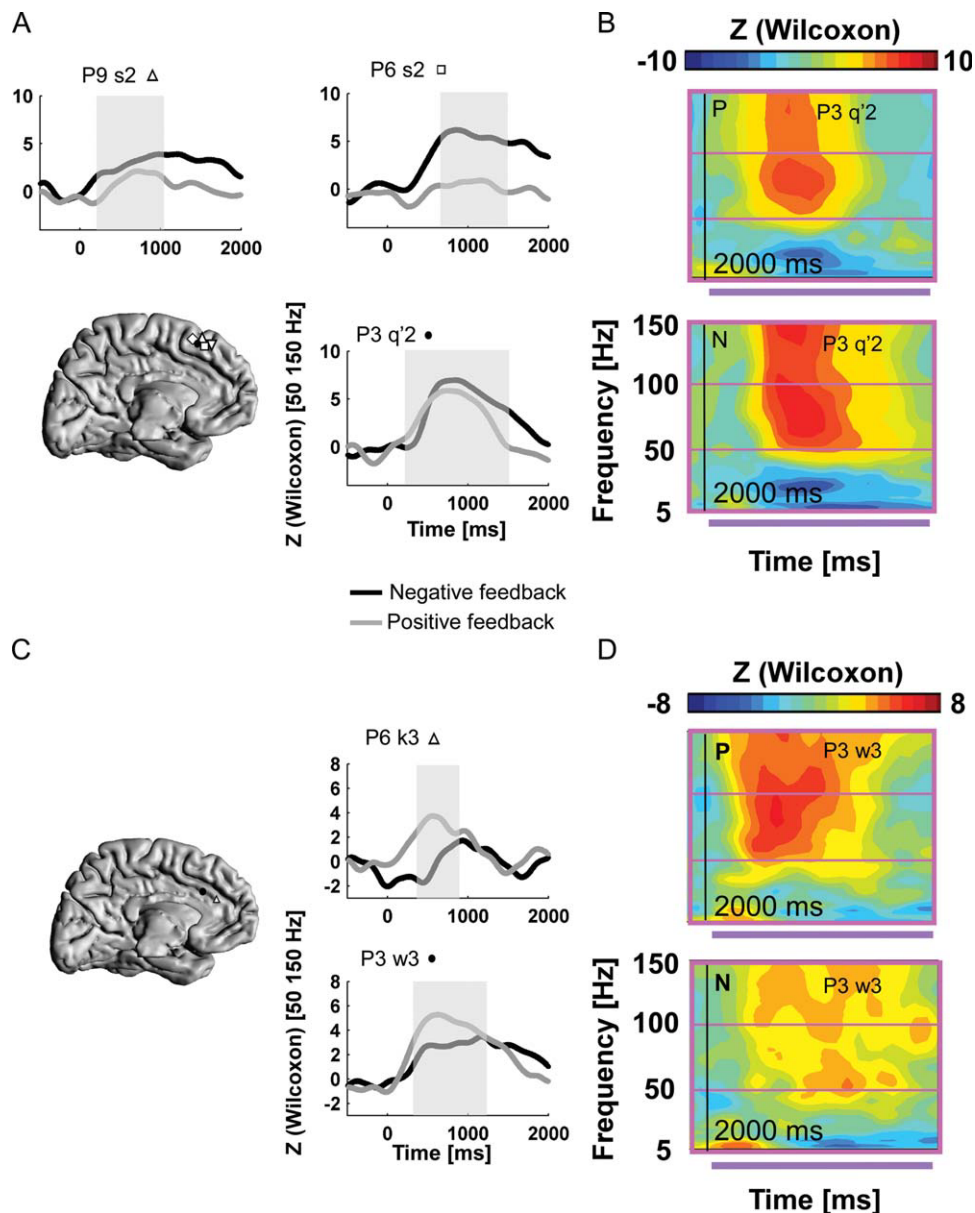 A
P9 s2 △
10
5
0
0 1000 2000
P6 s2 □
10
5
0
0 1000 2000
P3 q'2 ●
Z (Wilcoxon) [50 150 Hz]
10
5
0
0 1000 2000
Time [ms]
Negative feedback
Positive feedback
B
Z (Wilcoxon)
-10 10
P P3 q'2
2000 ms
N P3 q'2
2000 ms
Frequency [Hz]
150
100
50
5
Time [ms]
C
P6 k3 △
8
6
4
2
0
-2
0 1000 2000
P3 w3 ●
Z (Wilcoxon) [50 150 Hz]
8
6
4
2
0
-2
0 1000 2000
Time [ms]
D
Z (Wilcoxon)
-8 8
P P3 w3
2000 ms
N P3 w3
2000 ms
Frequency [Hz]
150
100
50
5
Time [ms]